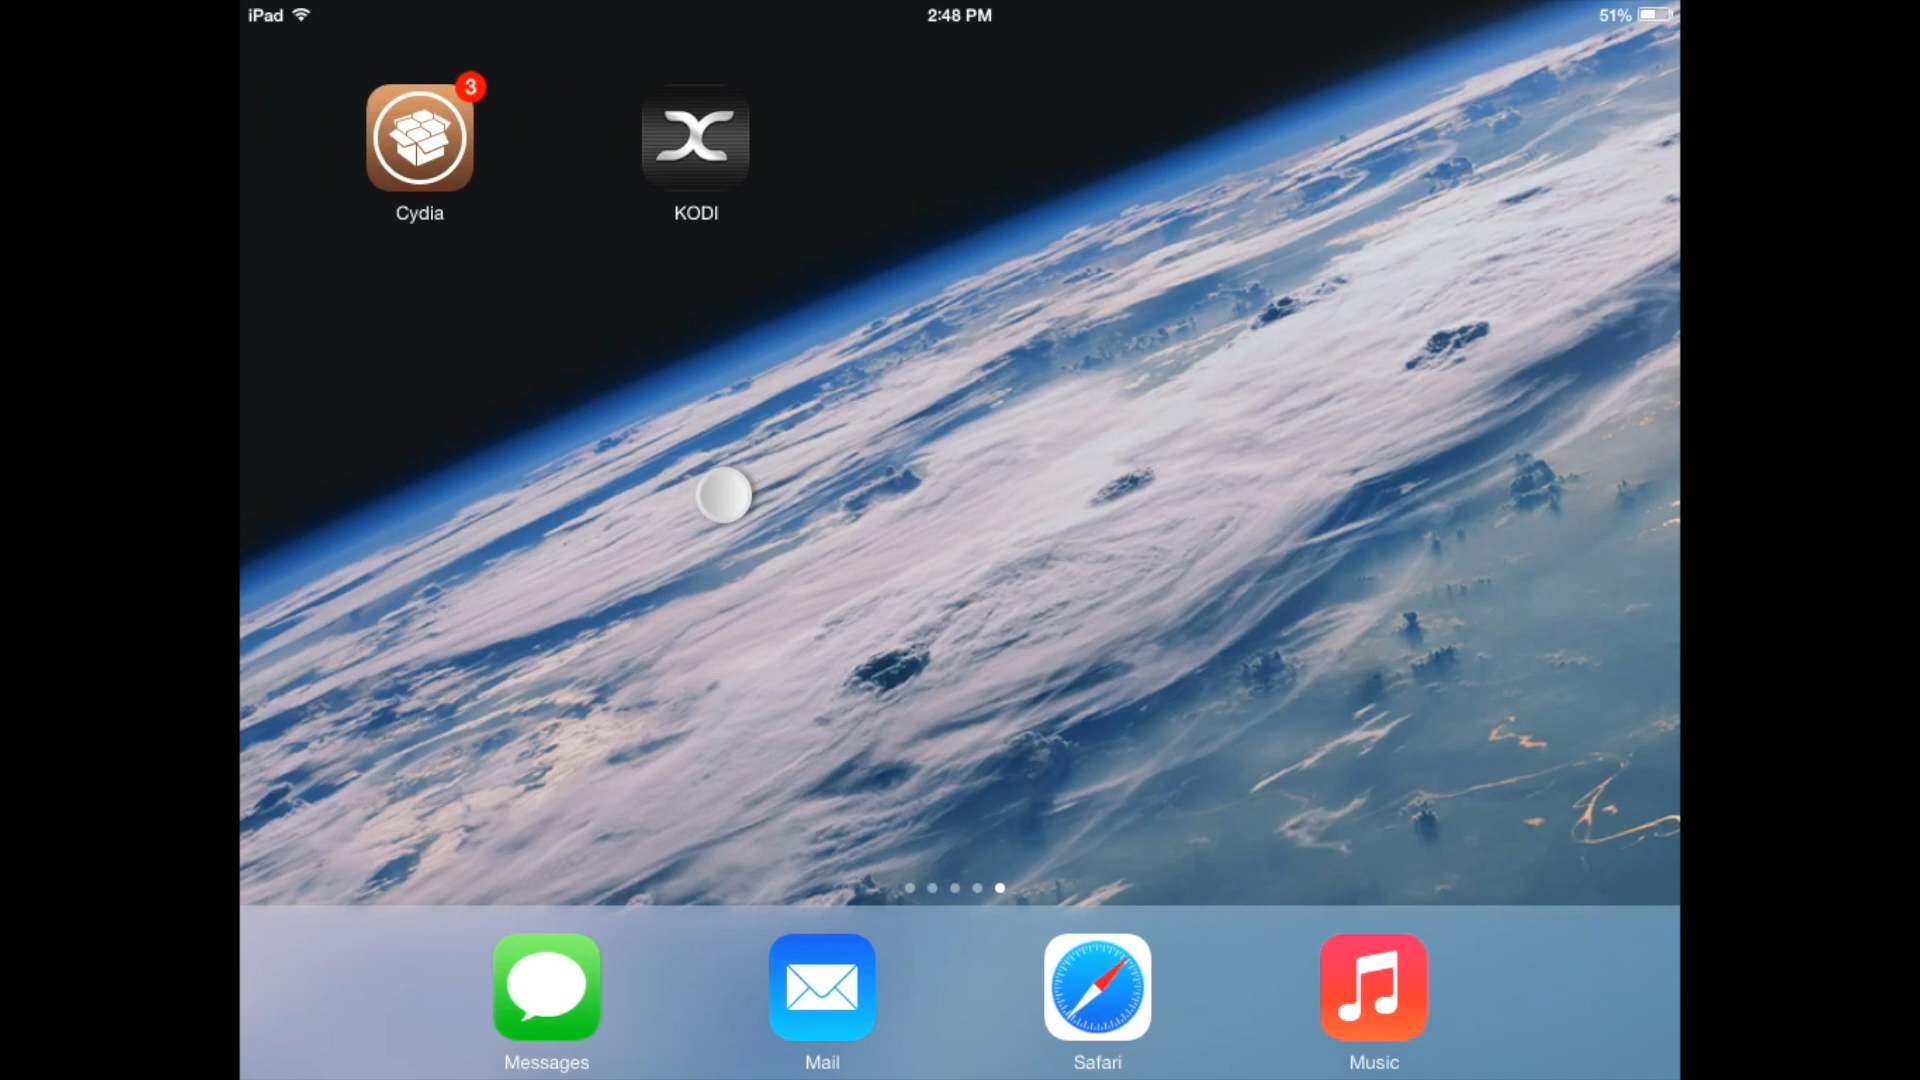 iPad
2:48 PM
51%
3
Cydia
KODI
Messages
Mail
Safari
Music